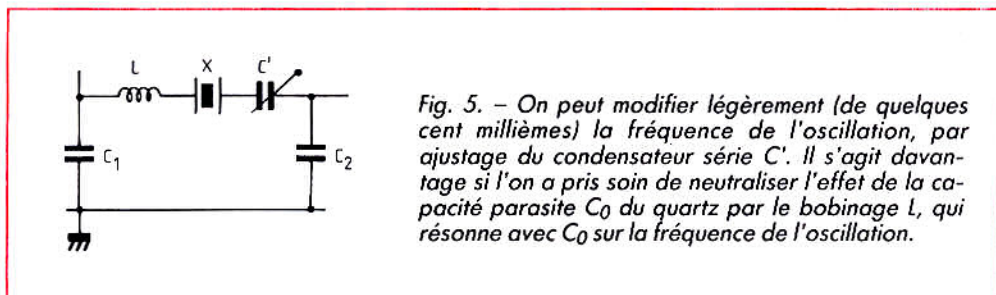 L X C'
C1
C2
Fig. 5. – On peut modifier légèrement (de quelques
cent millièmes) la fréquence de l'oscillation, par
ajustage du condensateur série C'. Il s'agit davan-
tage si l'on a pris soin de neutraliser l'effet de la ca-
pacité parasite C0 du quartz par le bobinage L, qui
résonne avec C0 sur la fréquence de l'oscillation.